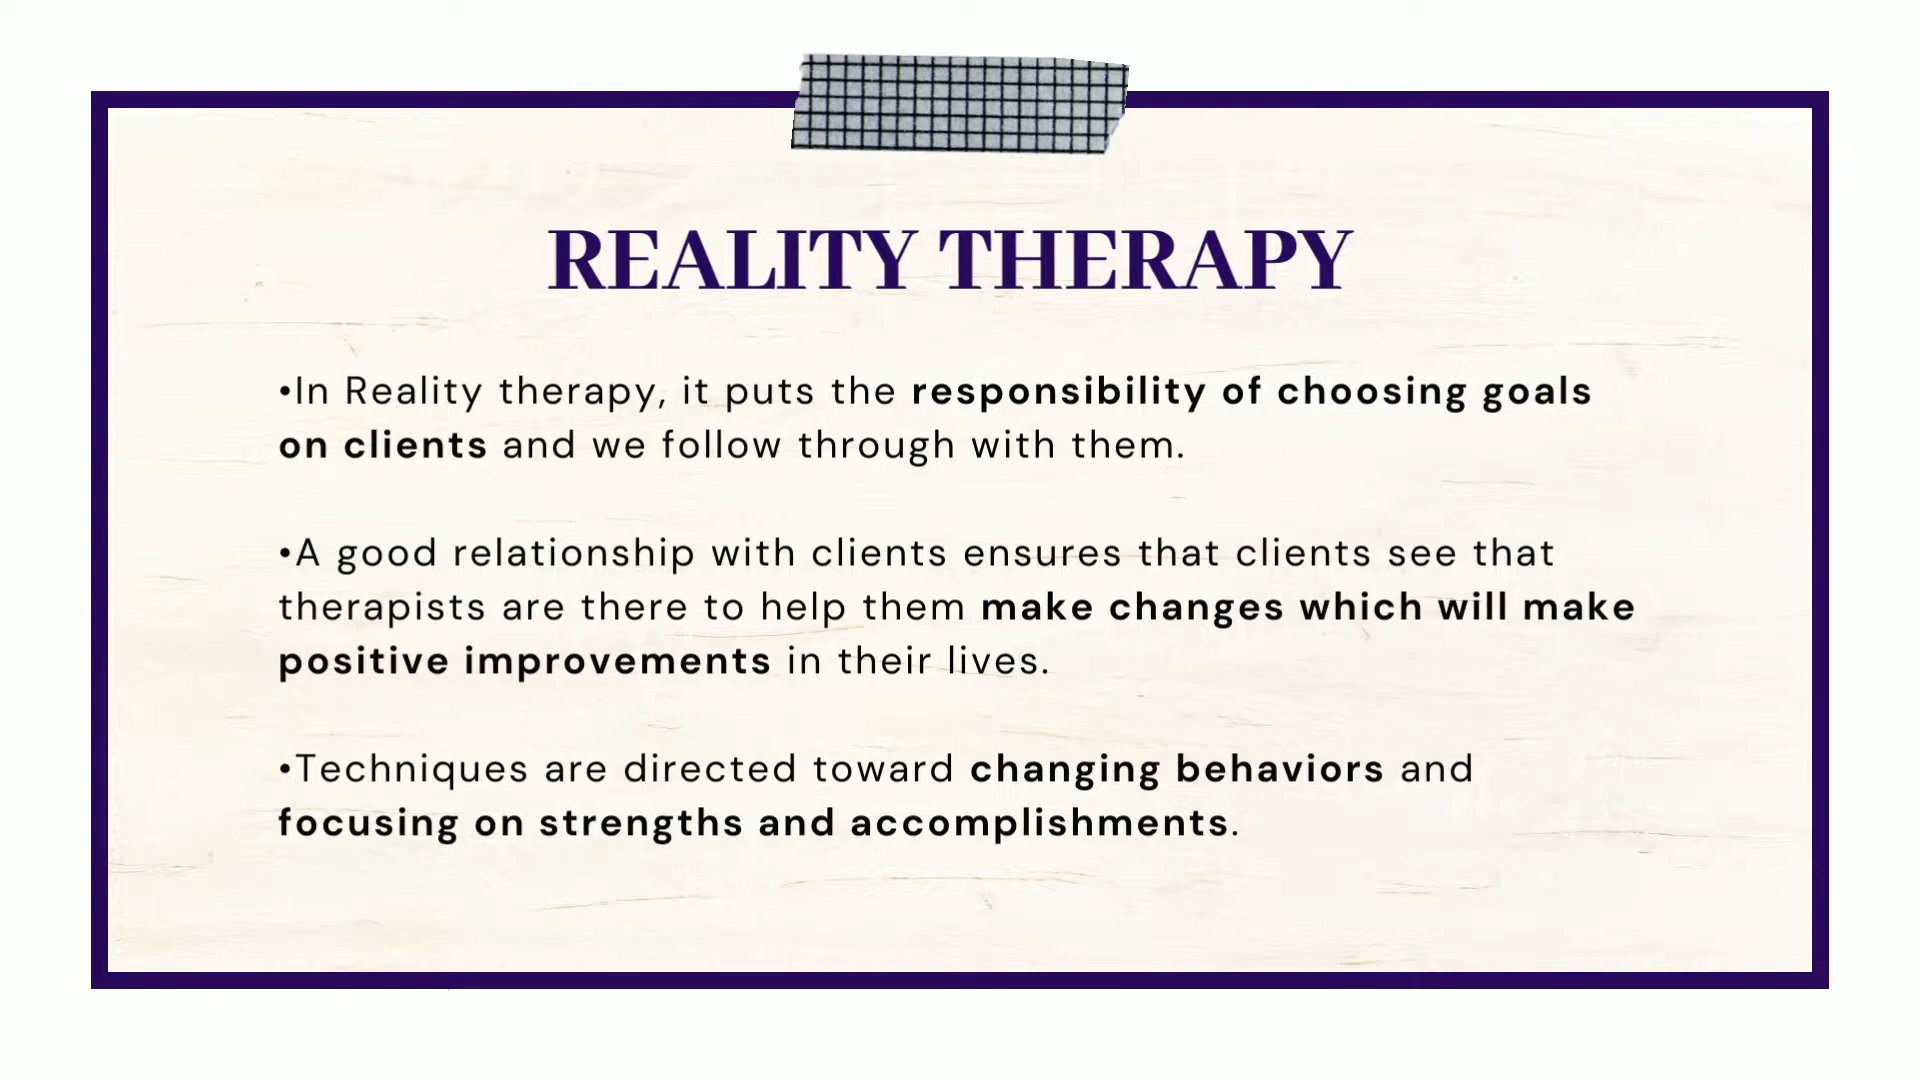 REALITY THERAPY
•In Reality therapy, it puts the responsibility of choosing goals
on clients and we follow through with them.
•A good relationship with clients ensures that clients see that
therapists are there to help them make changes which will make
positive improvements in their lives.
•Techniques are directed toward changing behaviors and
focusing on strengths and accomplishments.